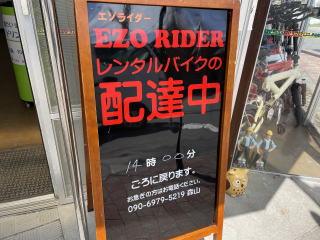 エゾライダー
EZO RIDER
レンタルバイクの
配達中
14時00分
ごろに戻ります。
お急ぎの方はお電話ください。
090-6979-5219 森山